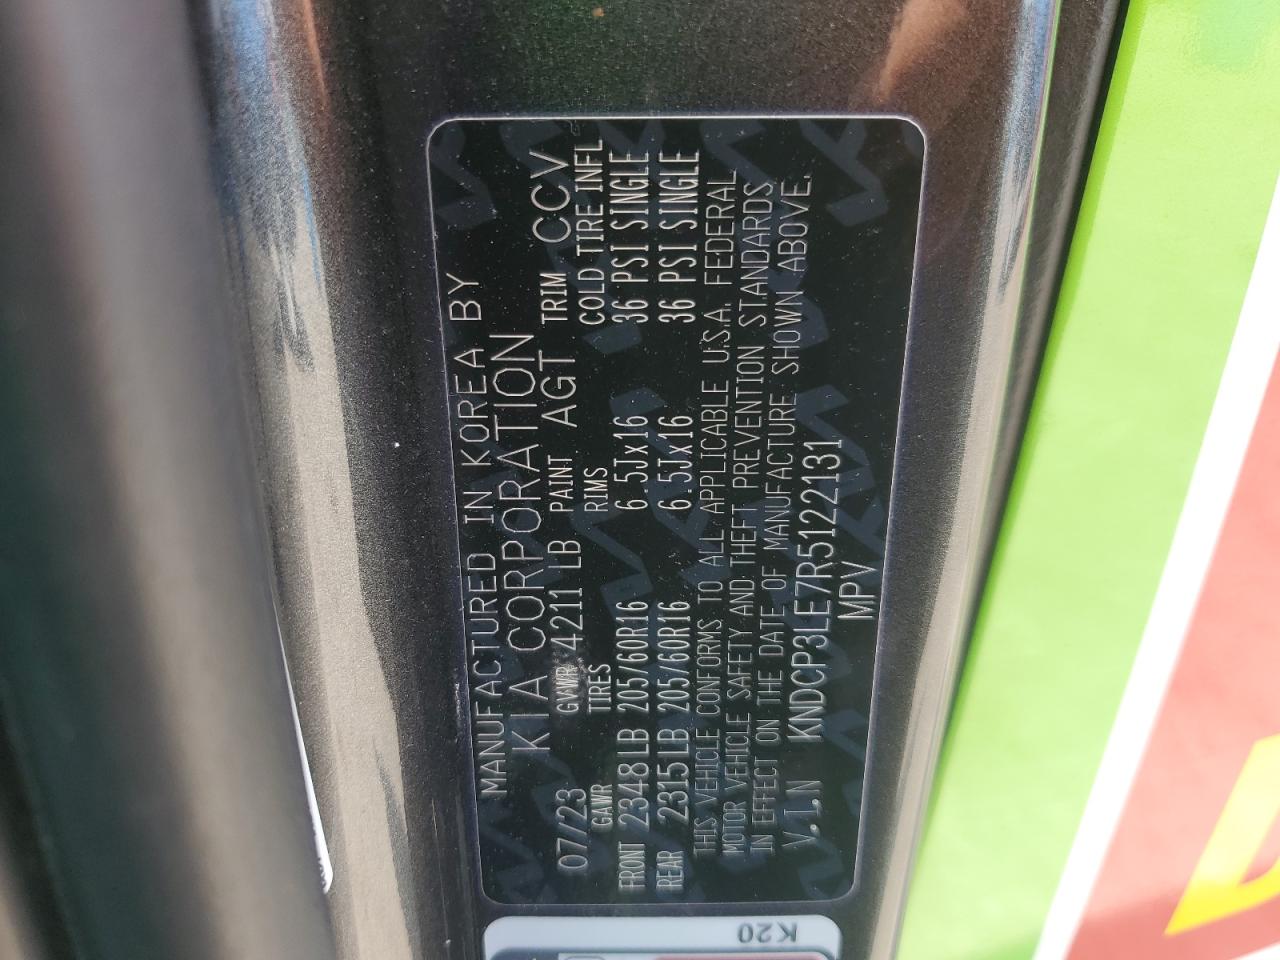 MANUFACTURED IN KOREA BY
KIA CORPORATION
07/23 GVWR 4211 LB PAINT AGT TRIM CCV
GAWR TIRES RIMS COLD TIRE INFL
FRONT 2348 LB 205/60R16 6.5Jx16 36 PSI SINGLE
REAR 2315 LB 205/60R16 6.5Jx16 36 PSI SINGLE
THIS VEHICLE CONFORMS TO ALL APPLICABLE U.S.A. FEDERAL
MOTOR VEHICLE SAFETY AND THEFT PREVENTION STANDARDS
IN EFFECT ON THE DATE OF MANUFACTURE SHOWN ABOVE.
V.I.N KNDCP3LE7R5122131
MPV
K20